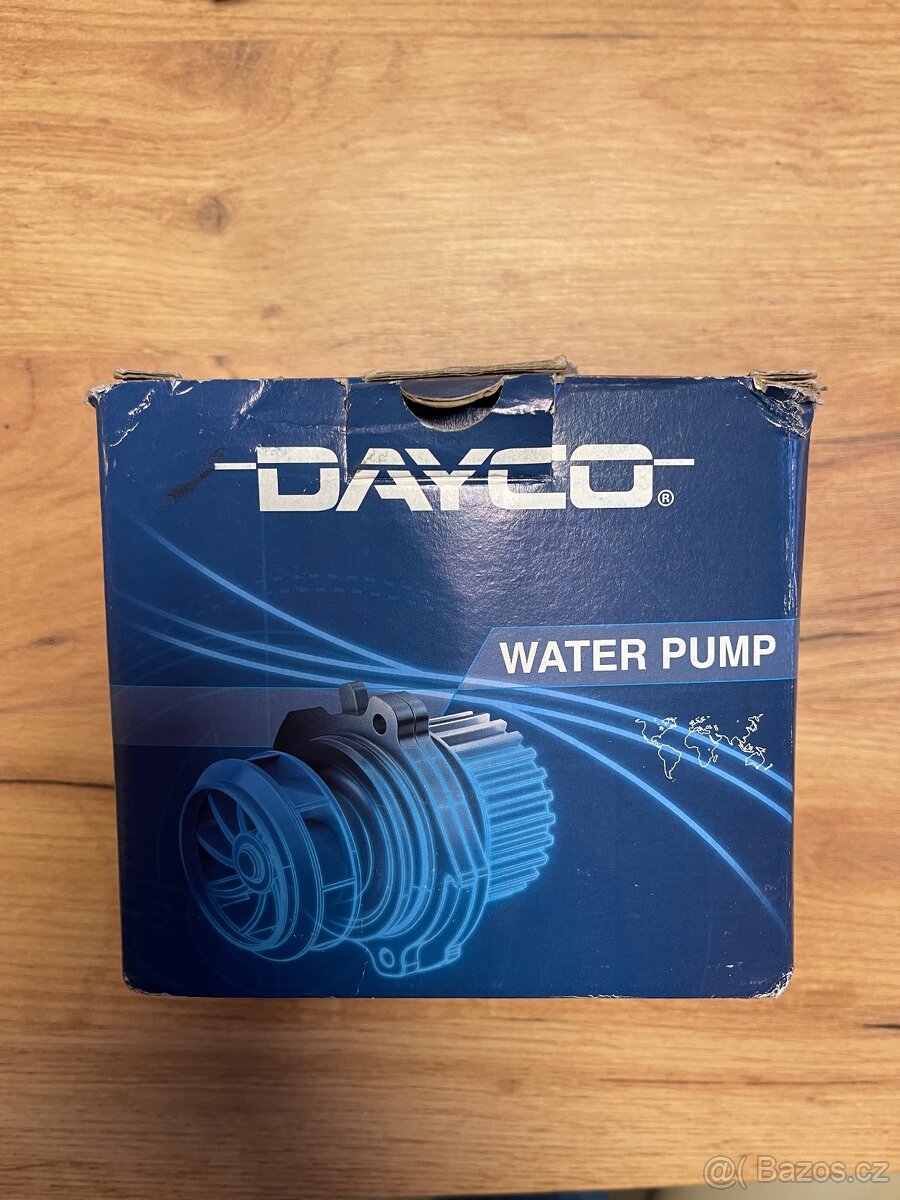 DAYCO®
WATER PUMP
@( Bazos.cz